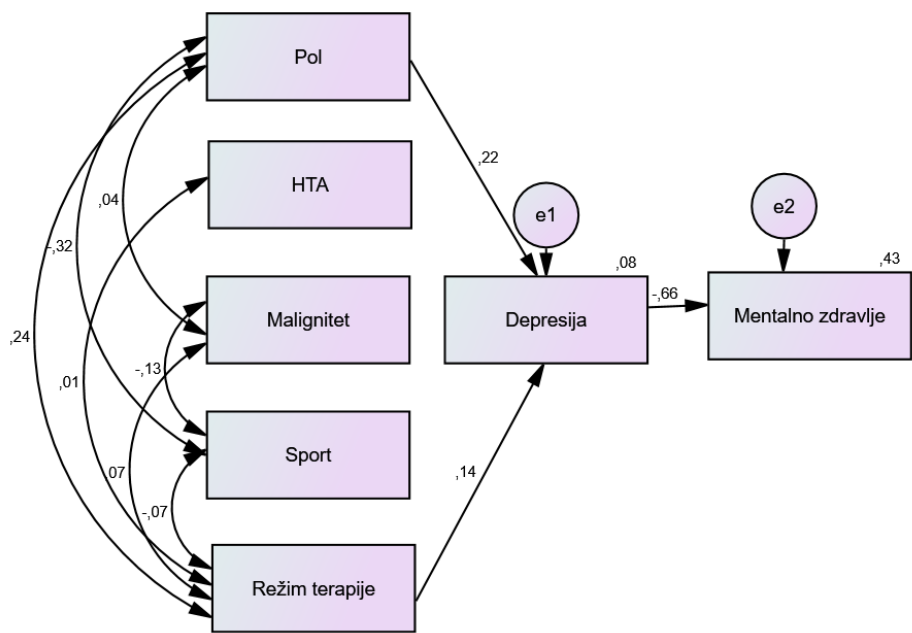 Pol
,22
HTA
,04
e1
e2
-,32
,08
,43
Malignitet
Depresija
-,66
Mentalno zdravlje
,24
-,13
,01
Sport
,07
,14
-,07
Režim terapije